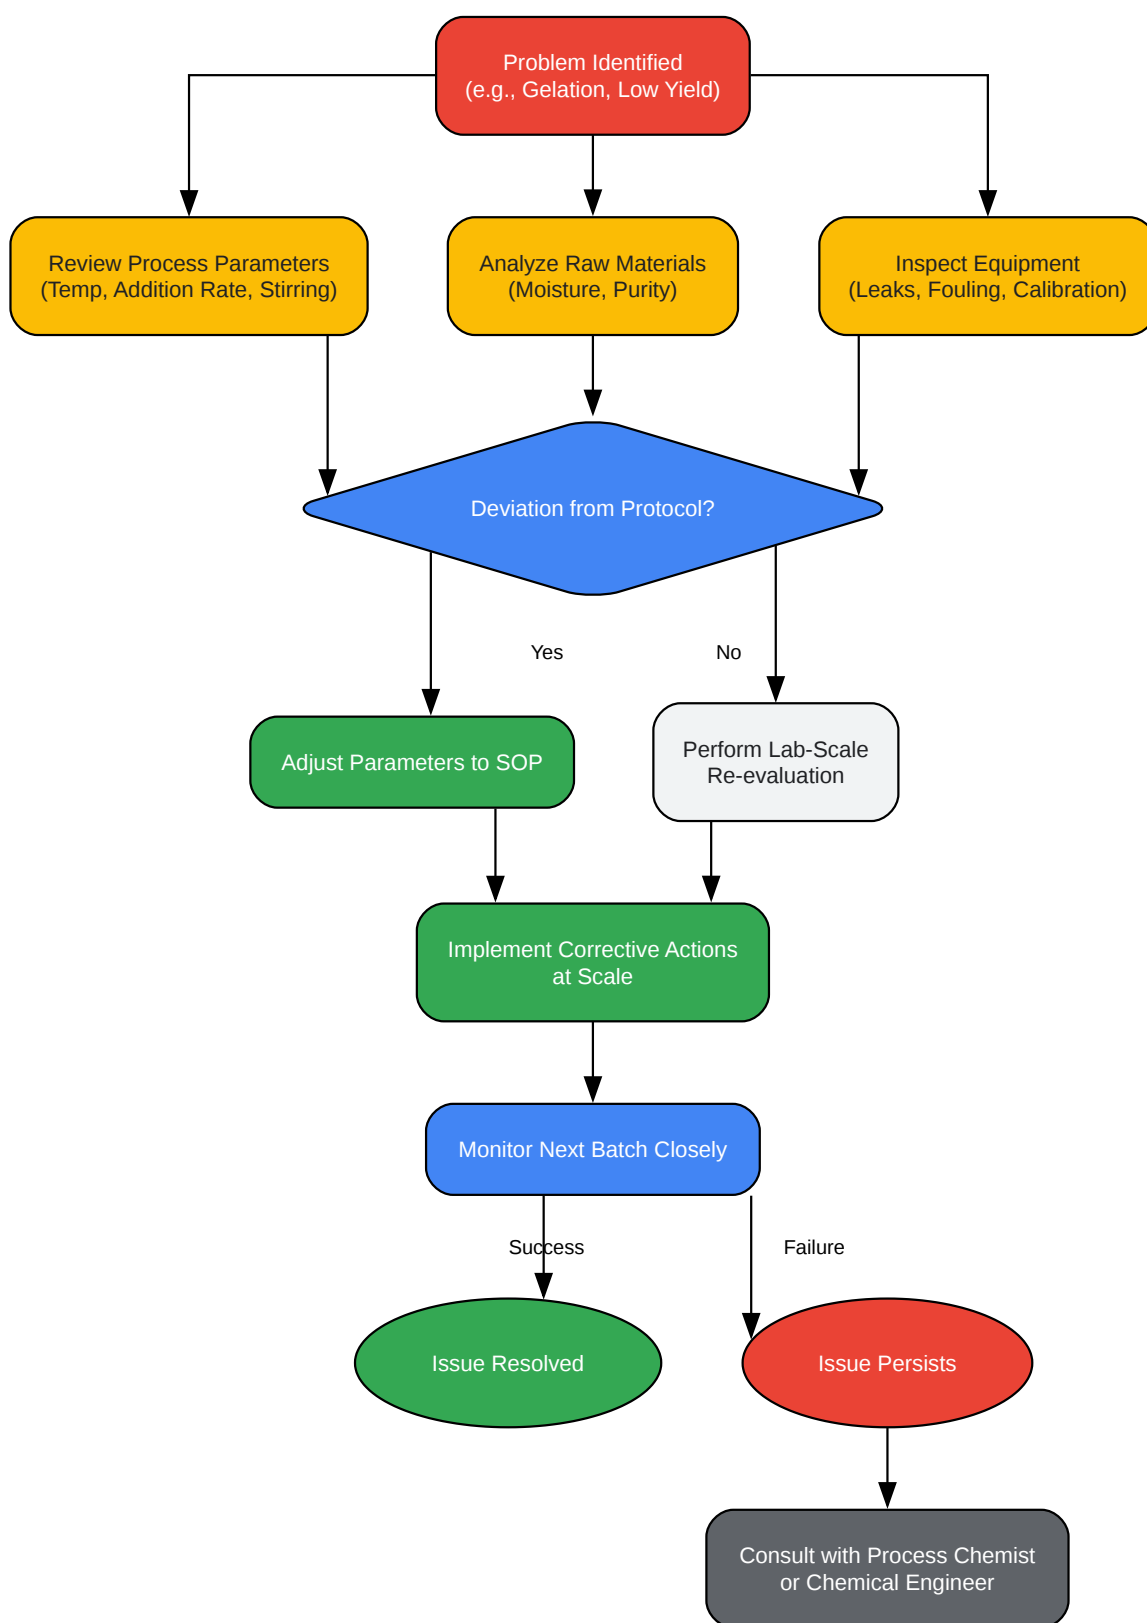 Problem Identified
(e.g., Gelation, Low Yield)
Review Process Parameters
(Temp, Addition Rate, Stirring)
Analyze Raw Materials
(Moisture, Purity)
Inspect Equipment
(Leaks, Fouling, Calibration)
Deviation from Protocol?
Yes
No
Adjust Parameters to SOP
Perform Lab-Scale
Re-evaluation
Implement Corrective Actions
at Scale
Monitor Next Batch Closely
Success
Failure
Issue Resolved
Issue Persists
Consult with Process Chemist
or Chemical Engineer